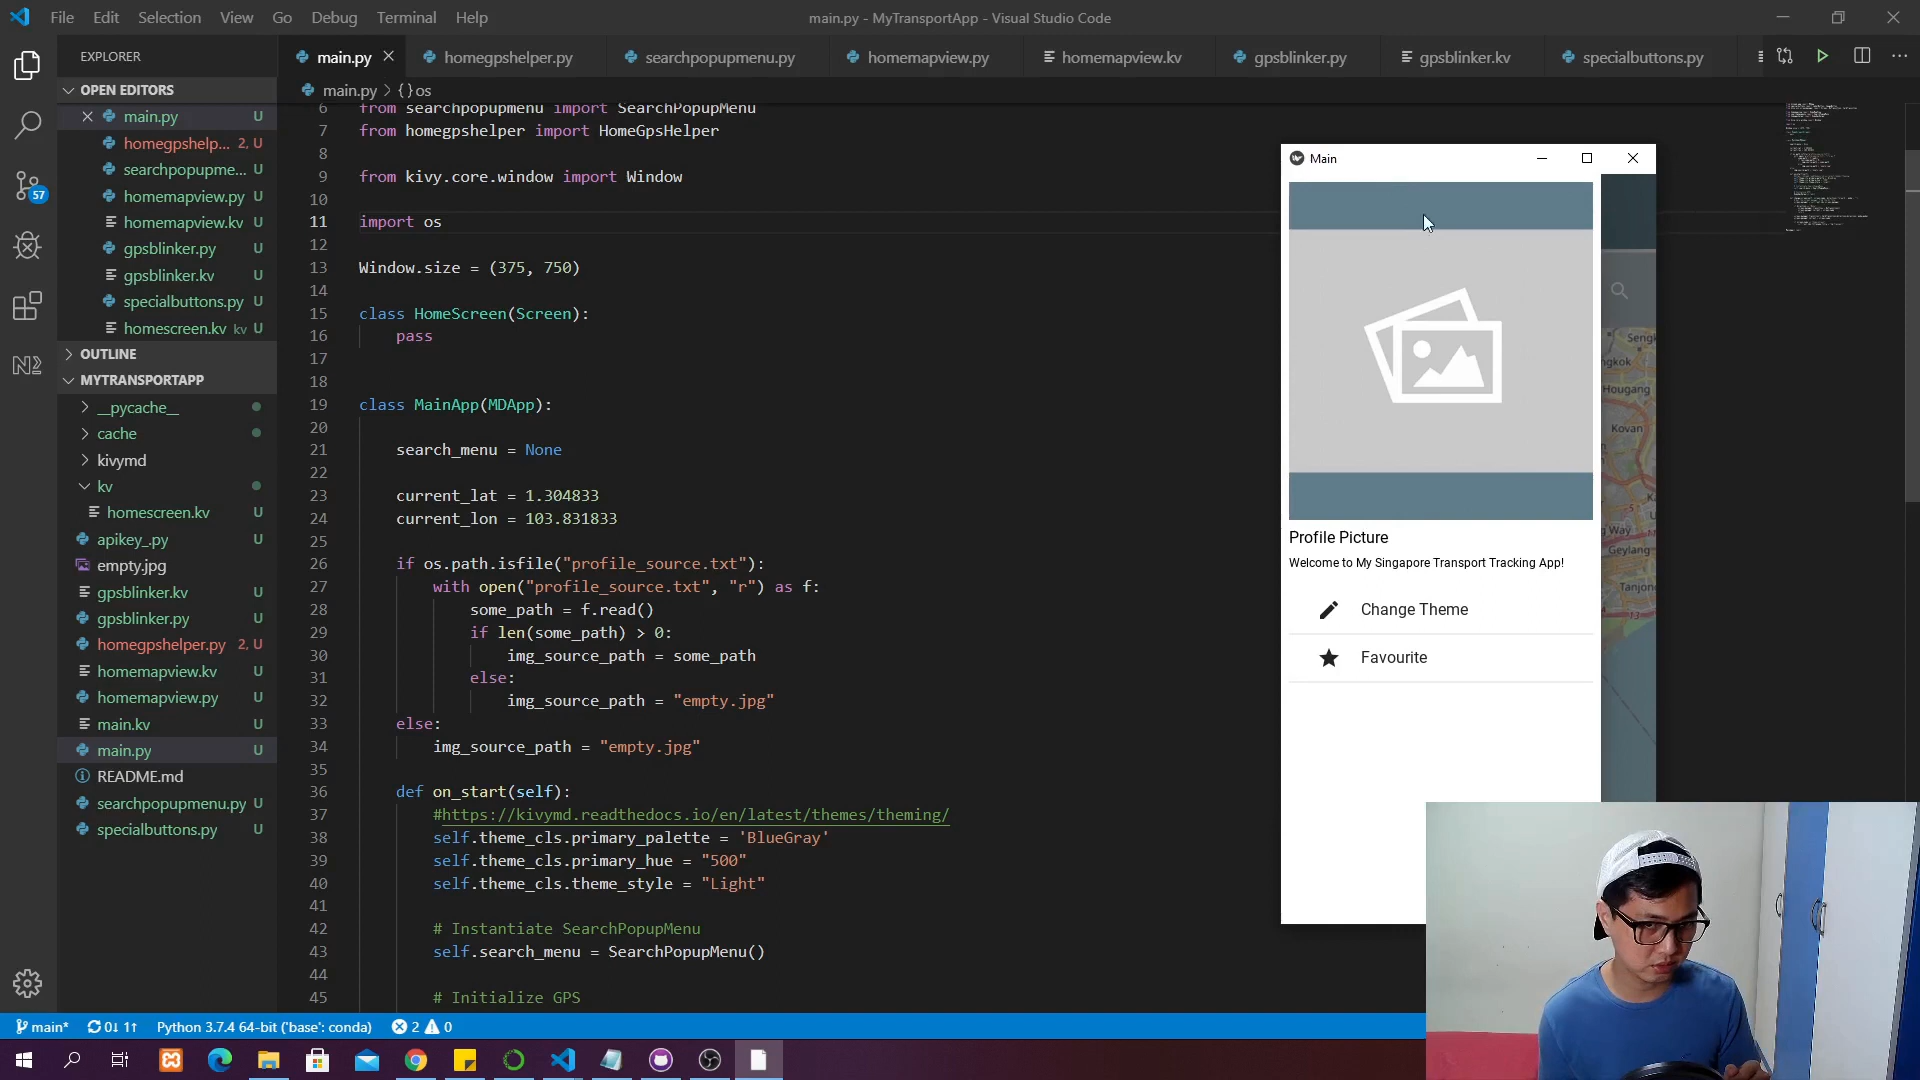 File Edit Selection View Go Debug Terminal Help
main.py - MyTransportApp - Visual Studio Code
EXPLORER
main.py
homegpshelper.py
searchpopupmenu.py
homemapview.py
homemapview.kv
gpsblinker.py
gpsblinker.kv
specialbuttons.py
OPEN EDITORS
main.py U
homegpshelp... 2, U
searchpopupme... U
homemapview.py U
homemapview.kv U
gpsblinker.py U
gpsblinker.kv U
specialbuttons.py U
homescreen.kv kv U
OUTLINE
MYTRANSPORTAPP
__pycache__
cache
kivymd
kv
homescreen.kv U
apikey_.py U
empty.jpg
gpsblinker.kv U
gpsblinker.py U
homegpshelper.py 2, U
homemapview.kv U
homemapview.py U
main.kv U
main.py U
README.md
searchpopupmenu.py U
specialbuttons.py U
57
main.py > {} os
6 from searchpopupmenu import SearchPopupMenu
7 from homegpshelper import HomeGpsHelper
8
9 from kivy.core.window import Window
10
11 import os
12
13 Window.size = (375, 750)
14
15 class HomeScreen(Screen):
16 pass
17
18
19 class MainApp(MDApp):
20
21 search_menu = None
22
23 current_lat = 1.304833
24 current_lon = 103.831833
25
26 if os.path.isfile("profile_source.txt"):
27 with open("profile_source.txt", "r") as f:
28 some_path = f.read()
29 if len(some_path) > 0:
30 img_source_path = some_path
31 else:
32 img_source_path = "empty.jpg"
33 else:
34 img_source_path = "empty.jpg"
35
36 def on_start(self):
37 #https://kivymd.readthedocs.io/en/latest/themes/theming/
38 self.theme_cls.primary_palette = 'BlueGray'
39 self.theme_cls.primary_hue = "500"
40 self.theme_cls.theme_style = "Light"
41
42 # Instantiate SearchPopupMenu
43 self.search_menu = SearchPopupMenu()
44
45 # Initialize GPS
Main
Profile Picture
Welcome to My Singapore Transport Tracking App!
Change Theme
Favourite
Hougang
Kovan
Geylang
main* 0↓ 1↑ Python 3.7.4 64-bit ('base': conda) 2 0